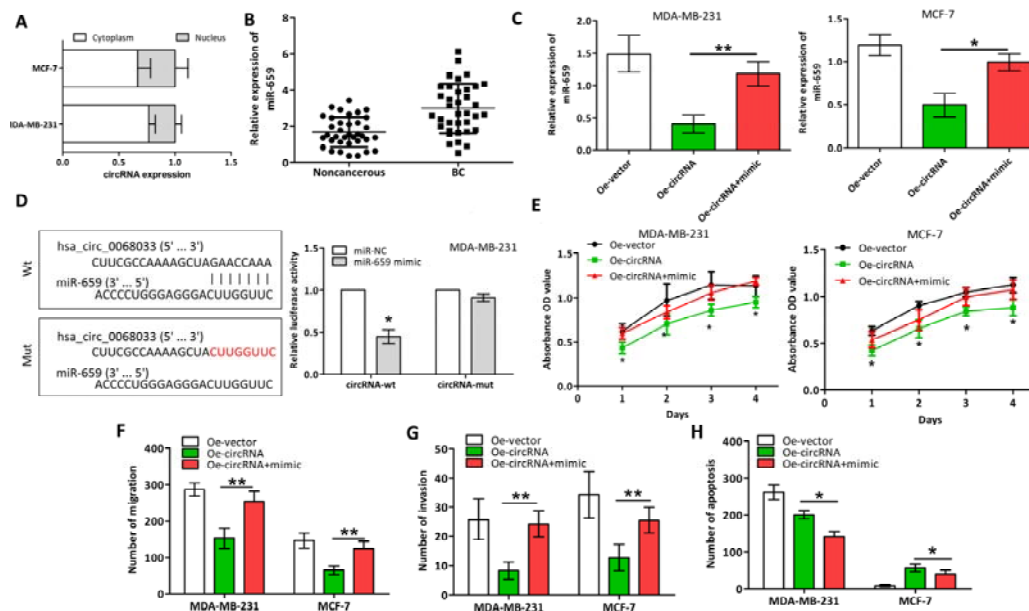 A
Cytoplasm
Nucleus
MCF-7
IDA-MB-231
0.0 0.5 1.0 1.5
circRNA expression
B
Relative expression of
miR-659
8
6
4
2
0
Noncancerous BC
C
MDA-MB-231
Relative expression of
miR-659
2.0
1.5
1.0
0.5
0.0
**
Oe-vector
Oe-circRNA
Oe-circRNA+mimic
MCF-7
Relative expression of
miR-659
1.5
1.0
0.5
0.0
*
Oe-vector
Oe-circRNA
Oe-circRNA+mimic
D
Wt
hsa_circ_0068033 (5' ... 3')
CUUCGCCAAAAGCUAGAACCAAA
miR-659 (3' ... 5')
ACCCCUGGGAGGGACUUGGUUC
Mut
hsa_circ_0068033 (5' ... 3')
CUUCGCCAAAAGCUACUUGGUUC
miR-659 (3' ... 5')
ACCCCUGGGAGGGACUUGGUUC
miR-NC
miR-659 mimic
MDA-MB-231
Relative luciferase activity
1.5
1.0
0.5
0.0
*
circRNA-wt circRNA-mut
E
MDA-MB-231
Oe-vector
Oe-circRNA
Oe-circRNA+mimic
Absorbance OD value
1.5
1.0
0.5
0.0
* * * *
0 1 2 3 4
Days
MCF-7
Oe-vector
Oe-circRNA
Oe-circRNA+mimic
Absorbance OD value
1.5
1.0
0.5
0.0
* * * *
0 1 2 3 4
Days
F
Oe-vector
Oe-circRNA
Oe-circRNA+mimic
Number of migration
400
300
200
100
0
** **
MDA-MB-231 MCF-7
G
Oe-vector
Oe-circRNA
Oe-circRNA+mimic
Number of invasion
50
40
30
20
10
0
** **
MDA-MB-231 MCF-7
H
Oe-vector
Oe-circRNA
Oe-circRNA+mimic
Number of apoptosis
400
300
200
100
0
* *
MDA-MB-231 MCF-7